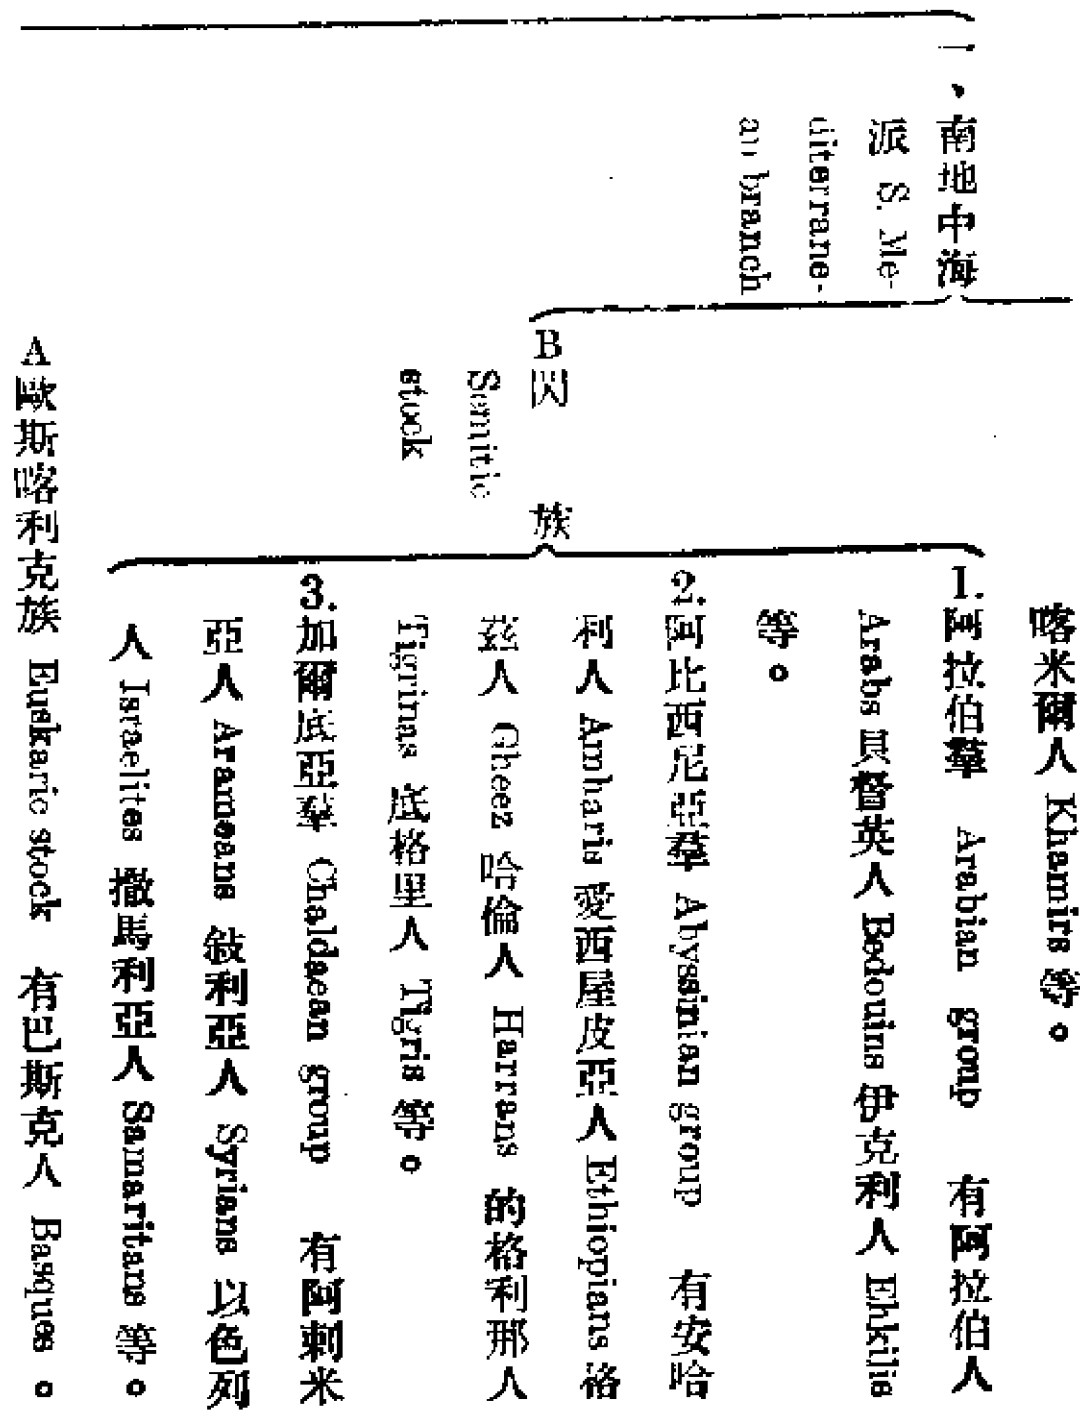 喀米爾人 Khamirs 等。
一、南地中海
派 S. Me-
diterrane-
an branch
B 閃 族
Semitic
stock
1. 阿拉伯羣 Arabian group 有阿拉伯人
Arabs 貝督英人 Bedouins 伊克利人 Ehkilis
等。
2. 阿比西尼亞羣 Abyssinian group 有安哈
利人 Amharis 愛西屋皮亞人 Ethiopians 格
茲人 Gheez 哈倫人 Harrans 的格利那人
Tigrinas 底格里人 Tigris 等。
3. 加爾底亞羣 Chaldaean group 有阿剌米
亞人 Arameans 敍利亞人 Syrians 以色列
人 Israelites 撒馬利亞人 Samaritans 等。
A 歐斯喀利克族 Euskaric stock 有巴斯克人 Basques 。